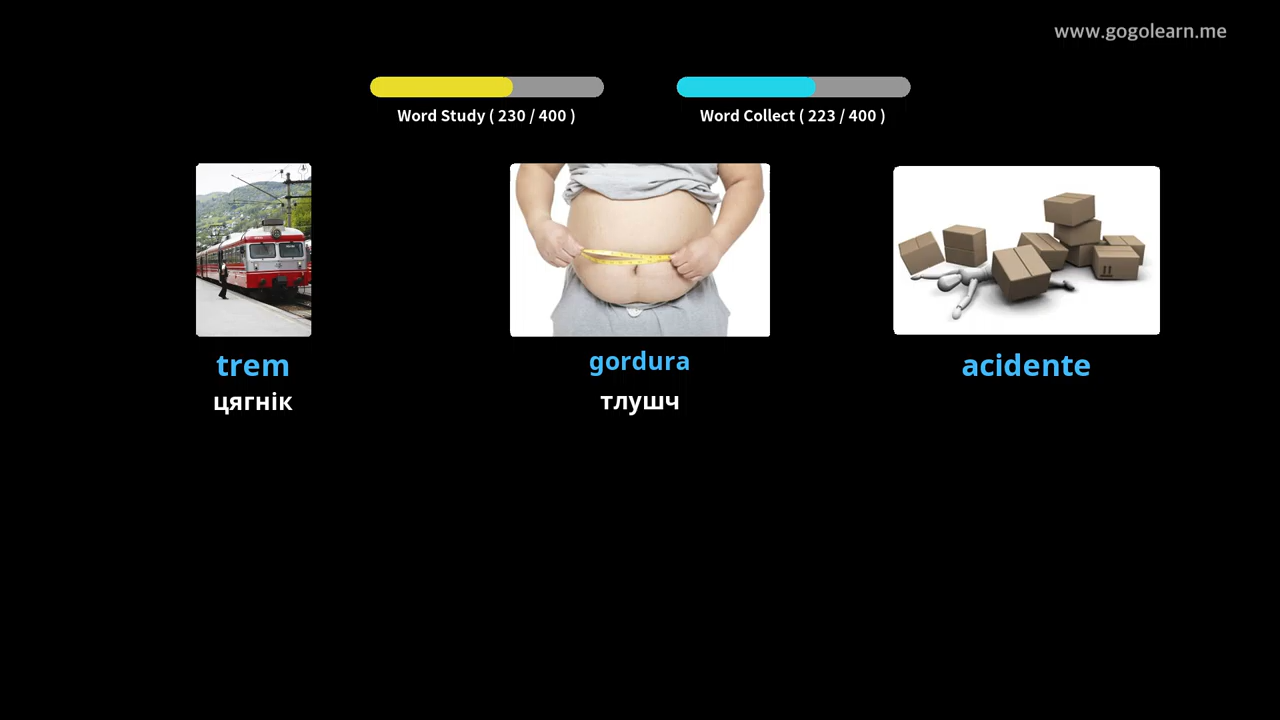 www.gogolearn.me
Word Study ( 230 / 400 )
Word Collect ( 223 / 400 )
trem
цягнік
gordura
тлушч
acidente